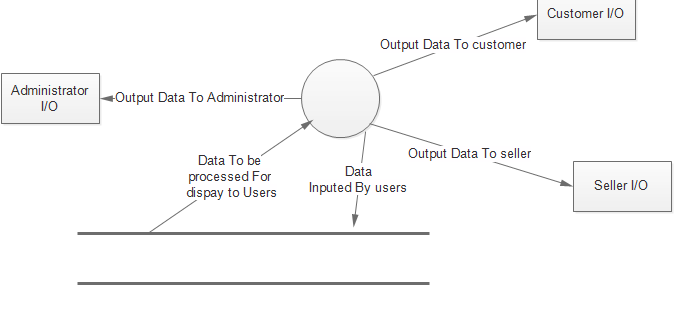 Customer I/O
Output Data To customer
Administrator
I/O
Output Data To Administrator
Output Data To seller
Data To be
processed For
dispay to Users
Data
Inputed By users
Seller I/O